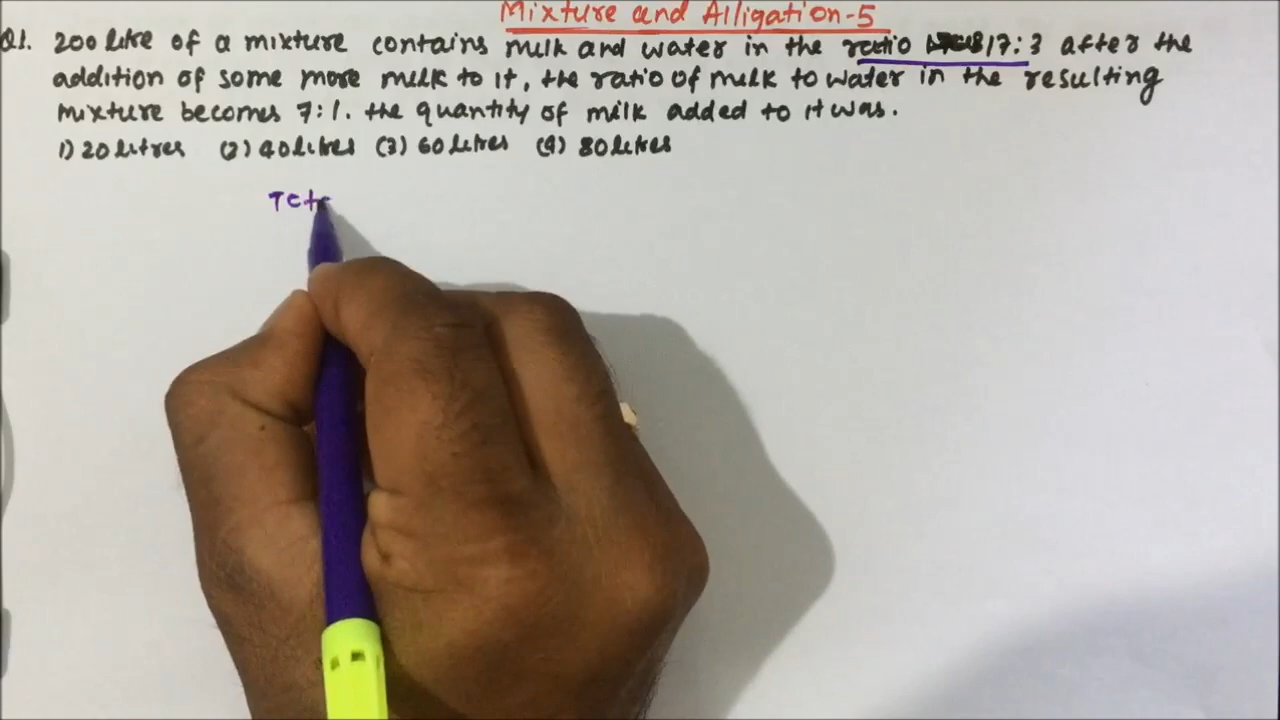 Mixture and Alligation-5
Q1. 200 litre of a mixture contains milk and water in the ratio 17:3 after the
addition of some more milk to it, the ratio of milk to water in the resulting
mixture becomes 7:1. the quantity of milk added to it was.
1) 20 litres (2) 40 litres (3) 60 litres (4) 80 litres